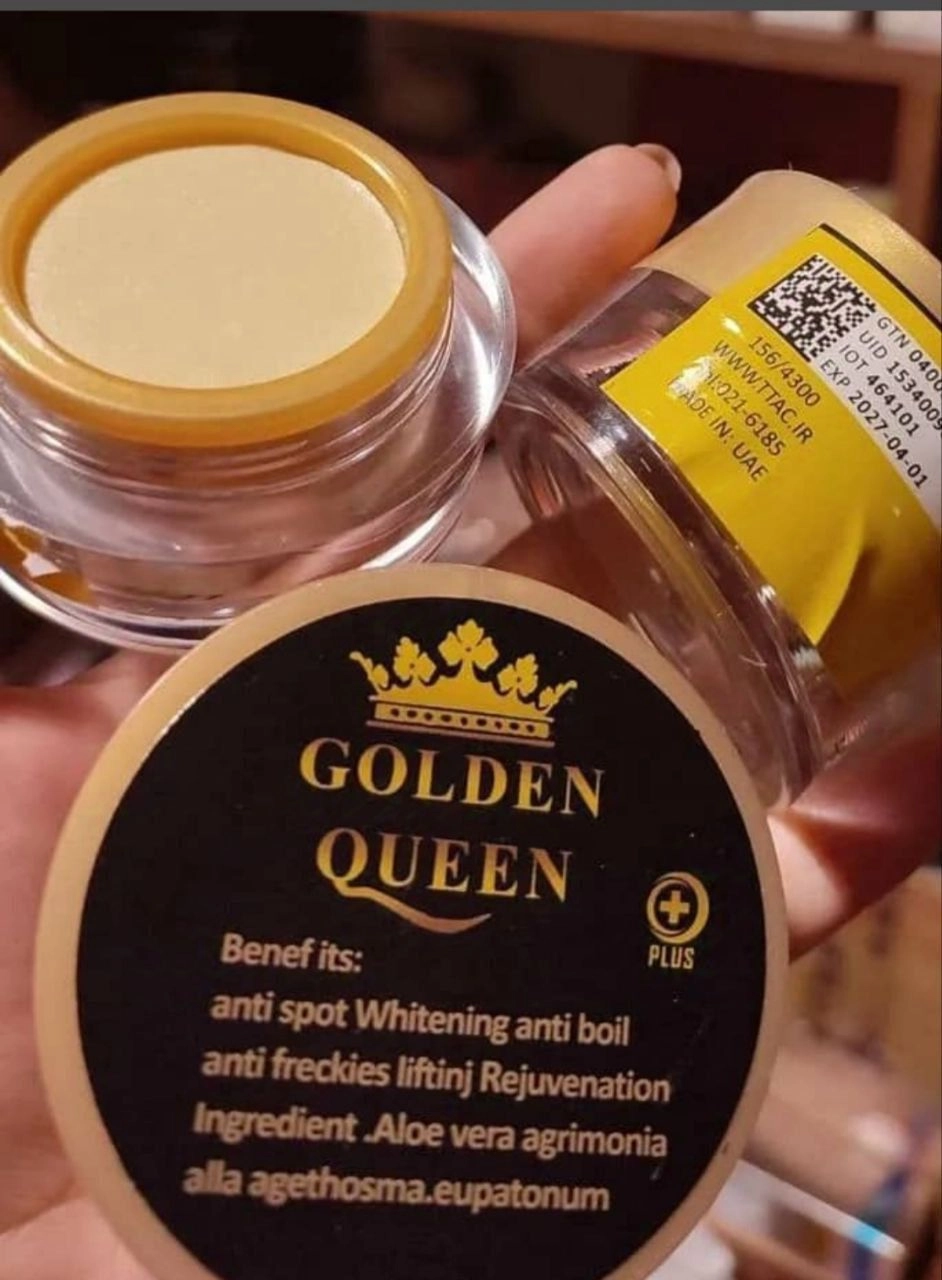 GTN 0400
UID 1534009
IOT 464101
EXP 2027-04-01
156/4300
WWW.TTAC.IR
021-6185
MADE IN: UAE
GOLDEN
QUEEN
PLUS
Benefits:
anti spot Whitening anti boil
anti freckies liftinj Rejuvenation
Ingredient .Aloe vera agrimonia
alla agethosma.eupatonum